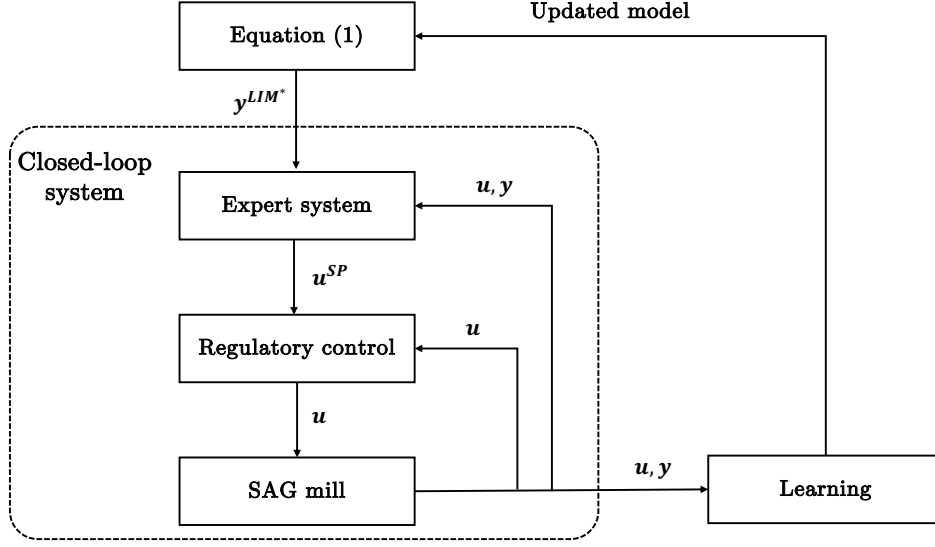 Updated model
Equation (1)
y^{LIM^*}
Closed-loop
system
u, y
Expert system
u^{SP}
u
Regulatory control
u
u, y
SAG mill
Learning